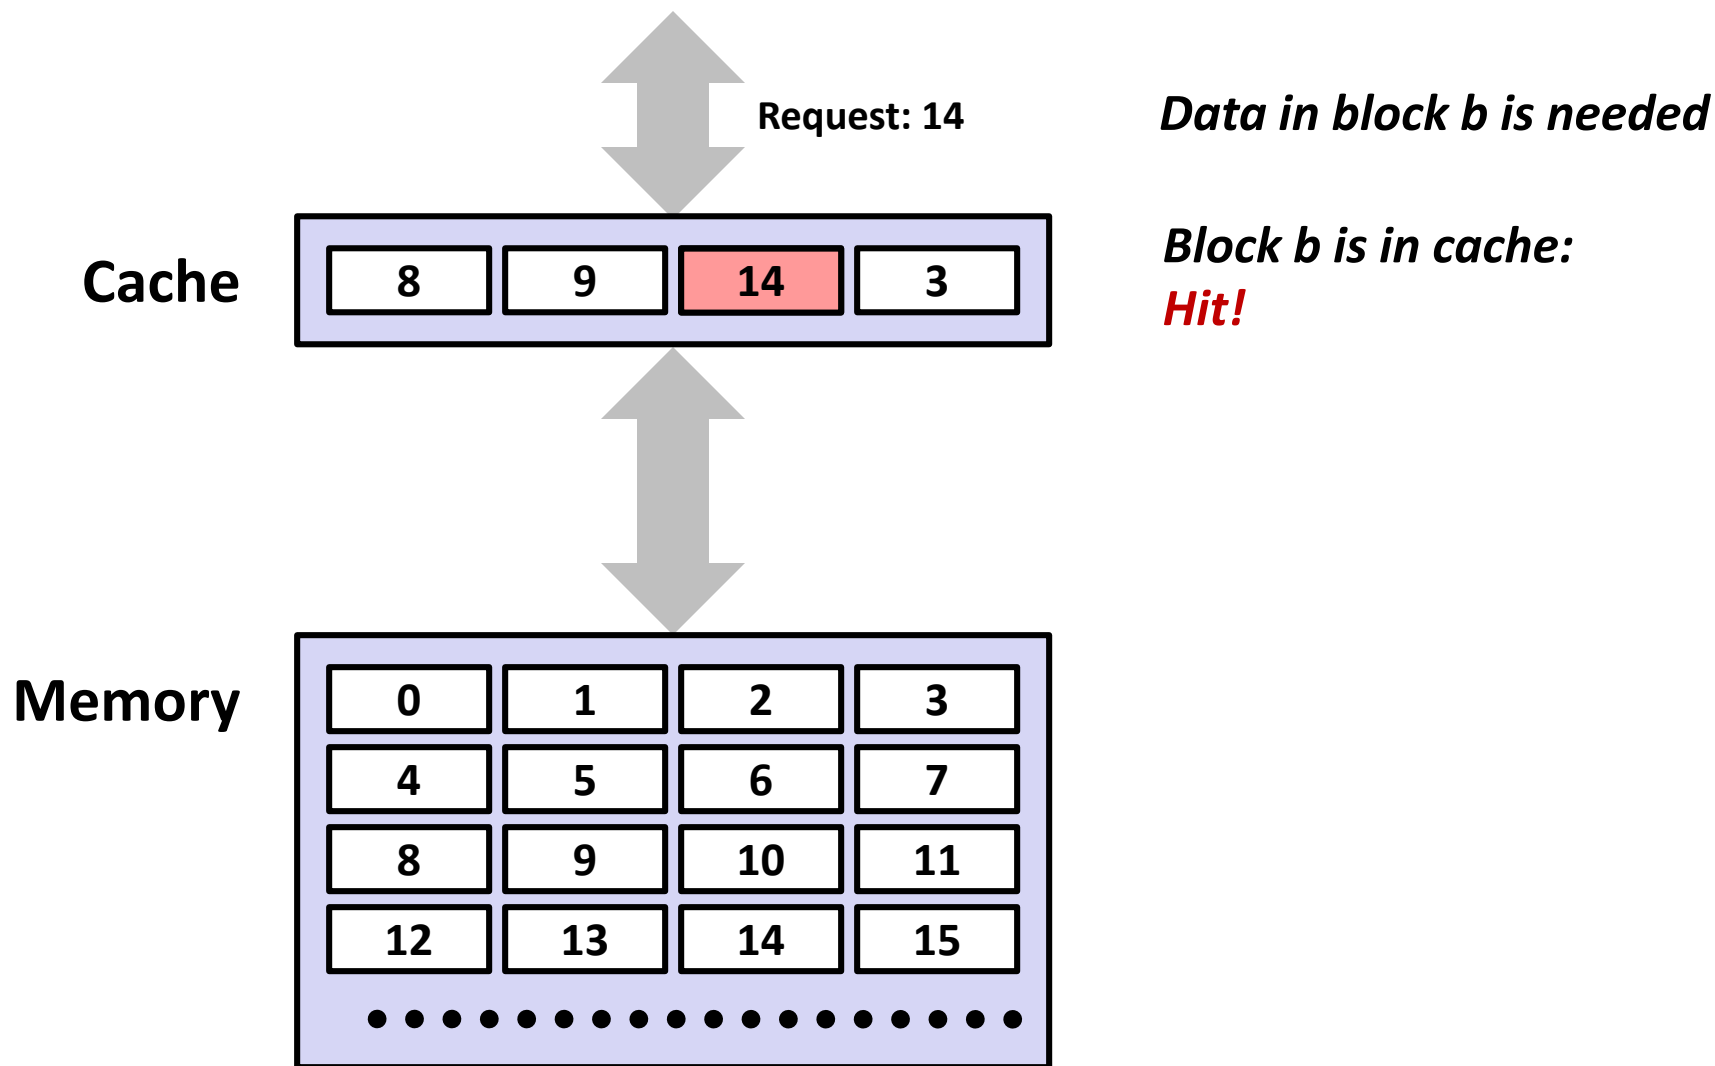 Request: 14
Data in block b is needed
Cache
8 9 14 3
Block b is in cache:
Hit!
Memory
0 1 2 3
4 5 6 7
8 9 10 11
12 13 14 15